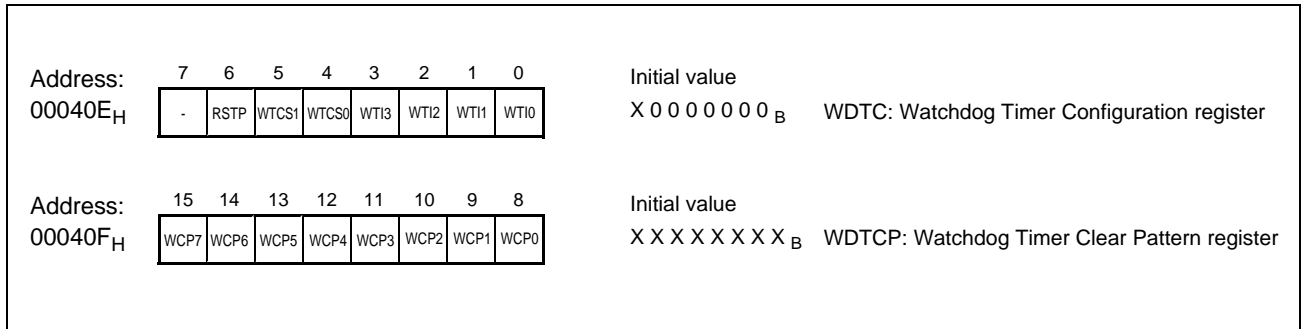 Address: 7 6 5 4 3 2 1 0 Initial value
00040EH - RSTP WTCS1 WTCS0 WTI3 WTI2 WTI1 WTI0 X 0 0 0 0 0 0 0 B WDTC: Watchdog Timer Configuration register
Address: 15 14 13 12 11 10 9 8 Initial value
00040FH WCP7 WCP6 WCP5 WCP4 WCP3 WCP2 WCP1 WCP0 X X X X X X X X B WDTCP: Watchdog Timer Clear Pattern register